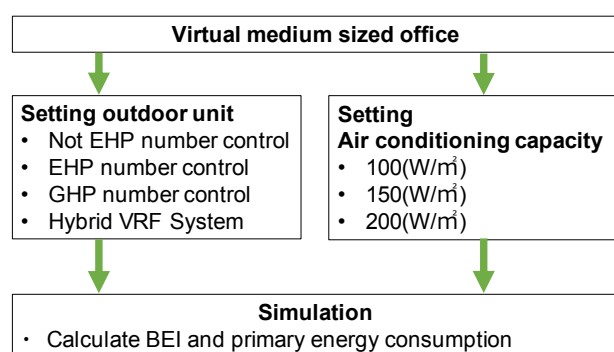 Virtual medium sized office
Setting outdoor unit
• Not EHP number control
• EHP number control
• GHP number control
• Hybrid VRF System
Setting
Air conditioning capacity
• 100(W/㎡)
• 150(W/㎡)
• 200(W/㎡)
Simulation
・ Calculate BEI and primary energy consumption